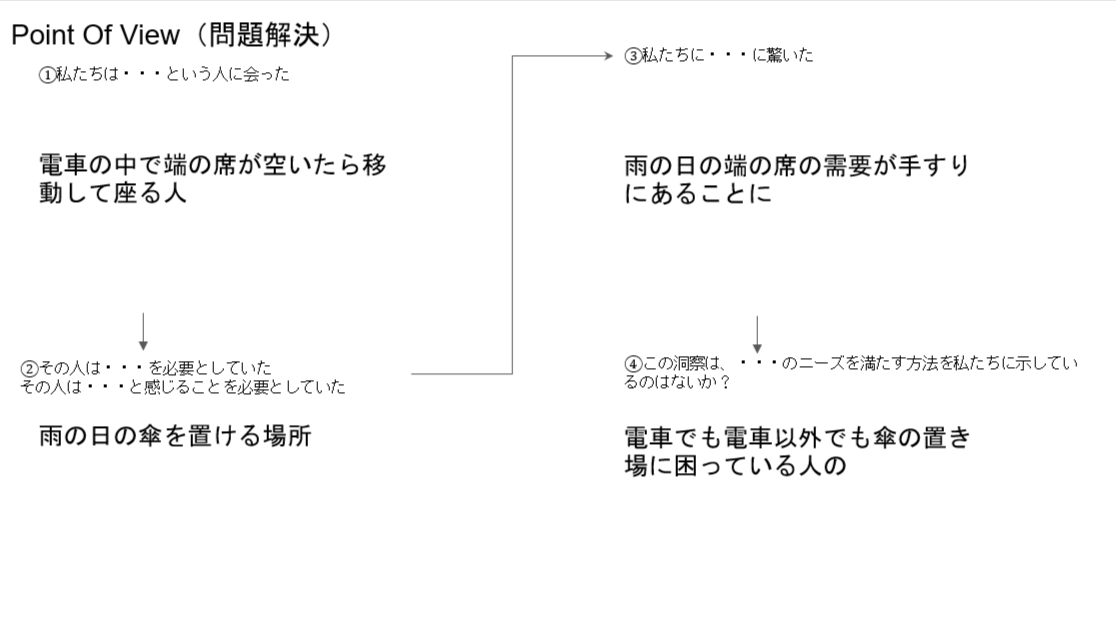 Point Of View（問題解決）
①私たちは・・・という人に会った
電車の中で端の席が空いたら移
動して座る人
②その人は・・・を必要としていた
その人は・・・と感じることを必要としていた
雨の日の傘を置ける場所
③私たちに・・・に驚いた
雨の日の端の席の需要が手すり
にあることに
④この洞察は、・・・のニーズを満たす方法を私たちに示してい
るのはないか？
電車でも電車以外でも傘の置き
場に困っている人の